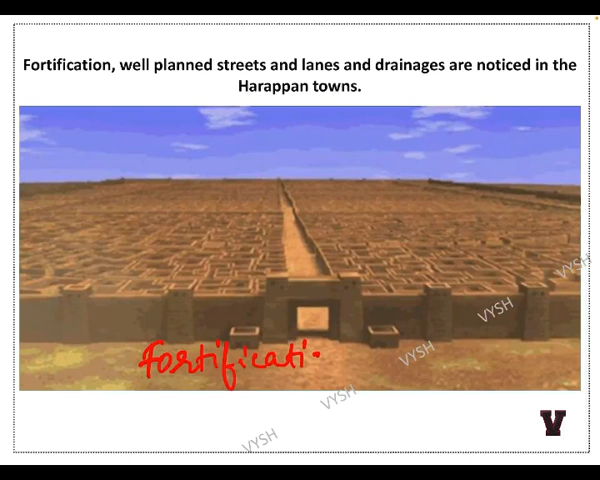 Fortification, well planned streets and lanes and drainages are noticed in the
Harappan towns.
VYSH
VYSH
VYSH
fortificati
VYSH
VYSH
V